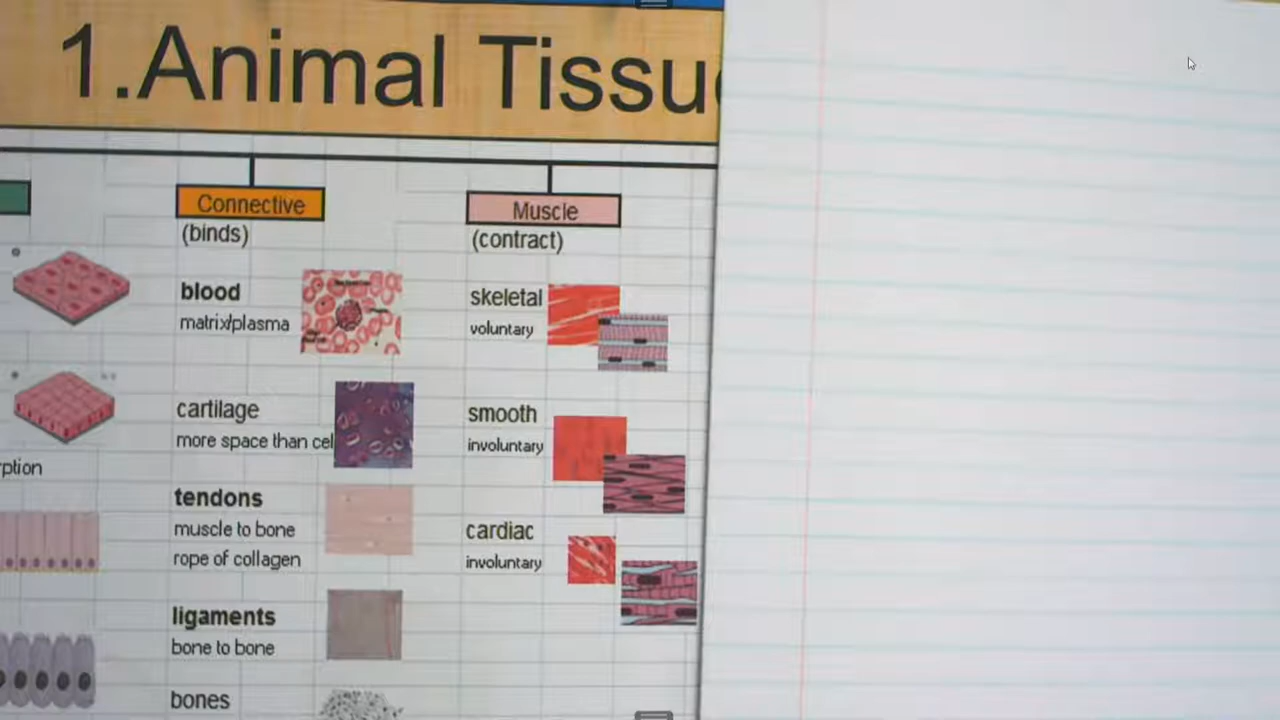 1.Animal Tissu
Connective
(binds)
blood
matrix/plasma
cartilage
more space than cel
tendons
muscle to bone
rope of collagen
ligaments
bone to bone
bones
Muscle
(contract)
skeletal
voluntary
smooth
involuntary
cardiac
involuntary
rption